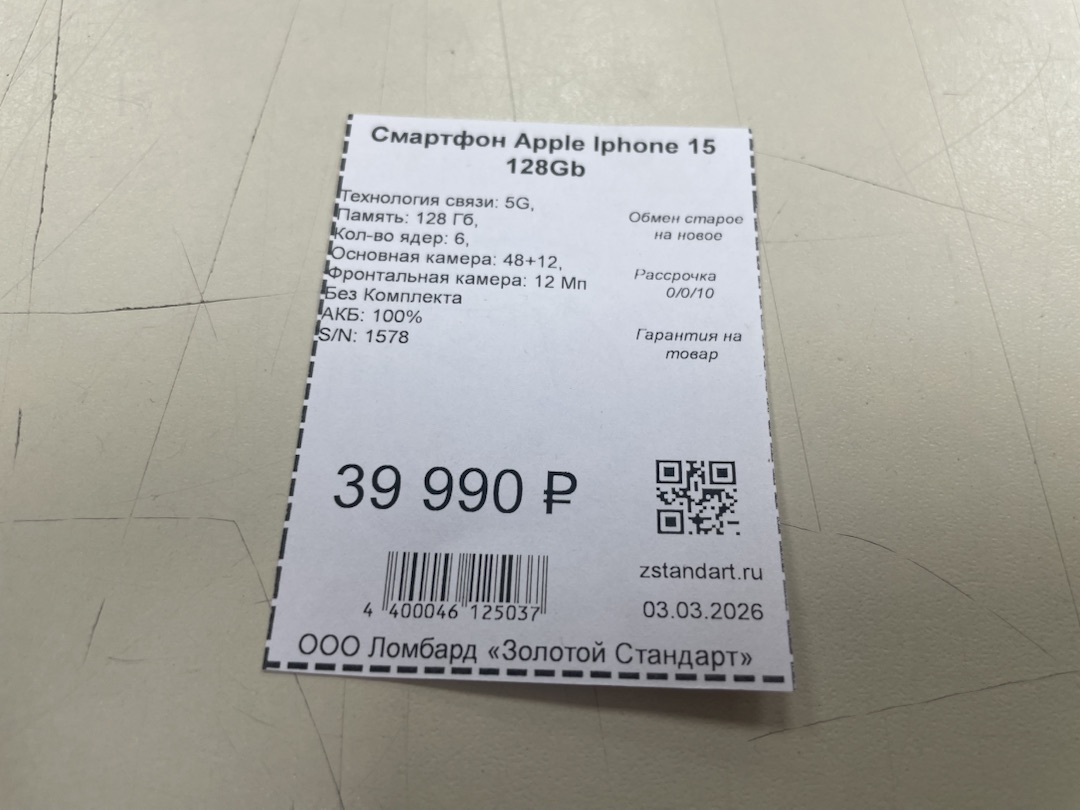 Смартфон Apple Iphone 15
128Gb
Технология связи: 5G,
Память: 128 Гб,
Кол-во ядер: 6,
Основная камера: 48+12,
Фронтальная камера: 12 Мп
Без Комплекта
АКБ: 100%
S/N: 1578
Обмен старое
на новое
Рассрочка
0/0/10
Гарантия на
товар
39 990 ₽
zstandart.ru
4 400046 125037
03.03.2026
ООО Ломбард «Золотой Стандарт»